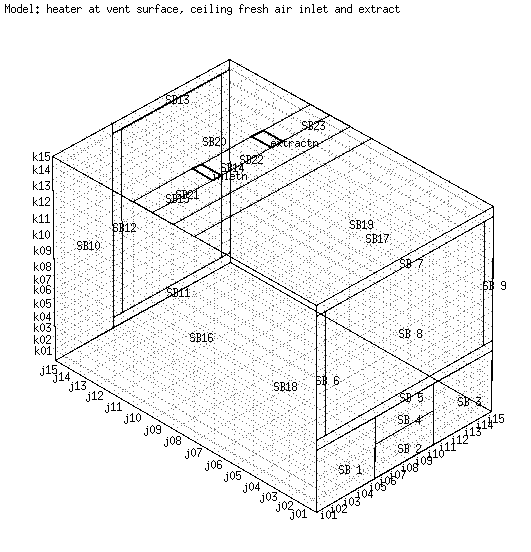 Model: heater at vent surface, ceiling fresh air inlet and extract
SB13
SB23
SB20
extractn
k15
SB22
SB14
k14
inletn
k13
SB21
SB15
k12
k11
SB12
SB19
k10
SB10
SB17
k09
k08
SB 7
k07
SB 9
k06
SB11
k05
k04
k03
SB16
SB 8
k02
k01
j15
j14
SB 6
SB18
j13
j12
SB 5
SB 3
j11
SB 4
j10
j09
SB 2
j08
SB 1
j07
j06
j05
j04
j03
j02
j01
i01
i02
i03
i04
i05
i06
i07
i08
i09
i10
i11
i12
i13
i14
i15